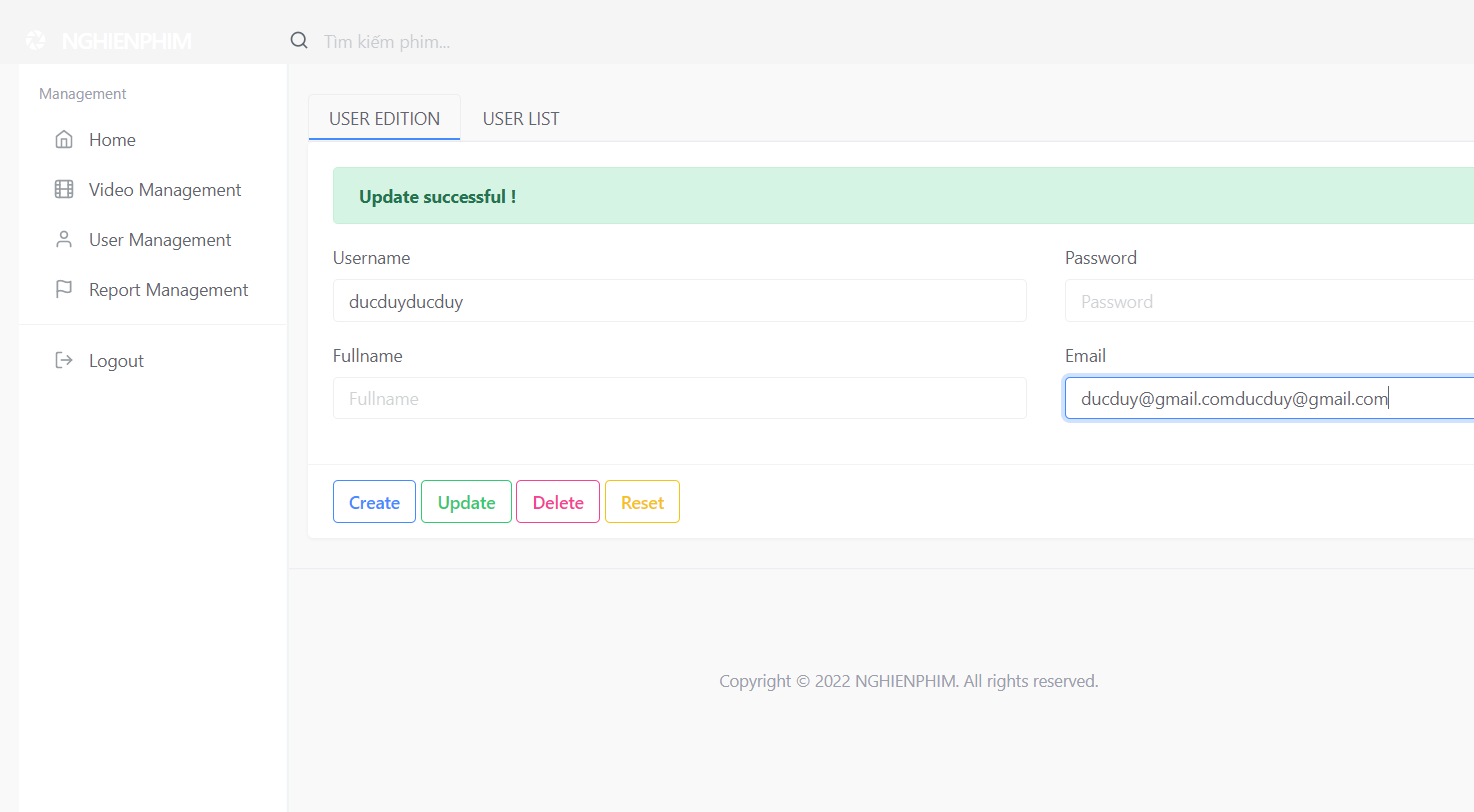 NGHIENPHIM
Tìm kiếm phim...
Management
Home
Video Management
User Management
Report Management
Logout
USER EDITION
USER LIST
Update successful !
Username
Password
ducduyducduy
Password
Fullname
Email
Fullname
ducduy@gmail.comducduy@gmail.com
Create
Update
Delete
Reset
Copyright © 2022 NGHIENPHIM. All rights reserved.